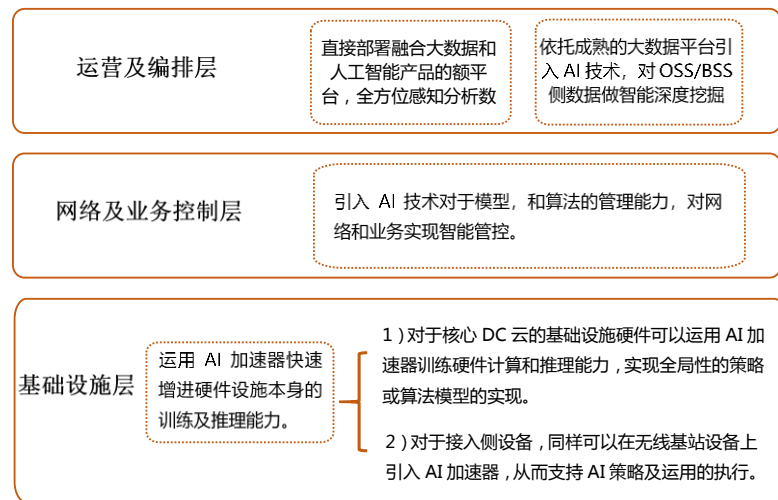 运营及编排层
直接部署融合大数据和
人工智能产品的额平
台，全方位感知分析数
依托成熟的大数据平台引
入 AI 技术，对 OSS/BSS
侧数据做智能深度挖掘
网络及业务控制层
引入 AI 技术对于模型，和算法的管理能力，对网
络和业务实现智能管控。
基础设施层
运用 AI 加速器快速
增进硬件设施本身的
训练及推理能力。
1）对于核心 DC 云的基础设施硬件可以运用 AI 加
速器训练硬件计算和推理能力，实现全局性的策略
或算法模型的实现。
2）对于接入侧设备，同样可以在无线基站设备上
引入 AI 加速器，从而支持 AI 策略及运用的执行。